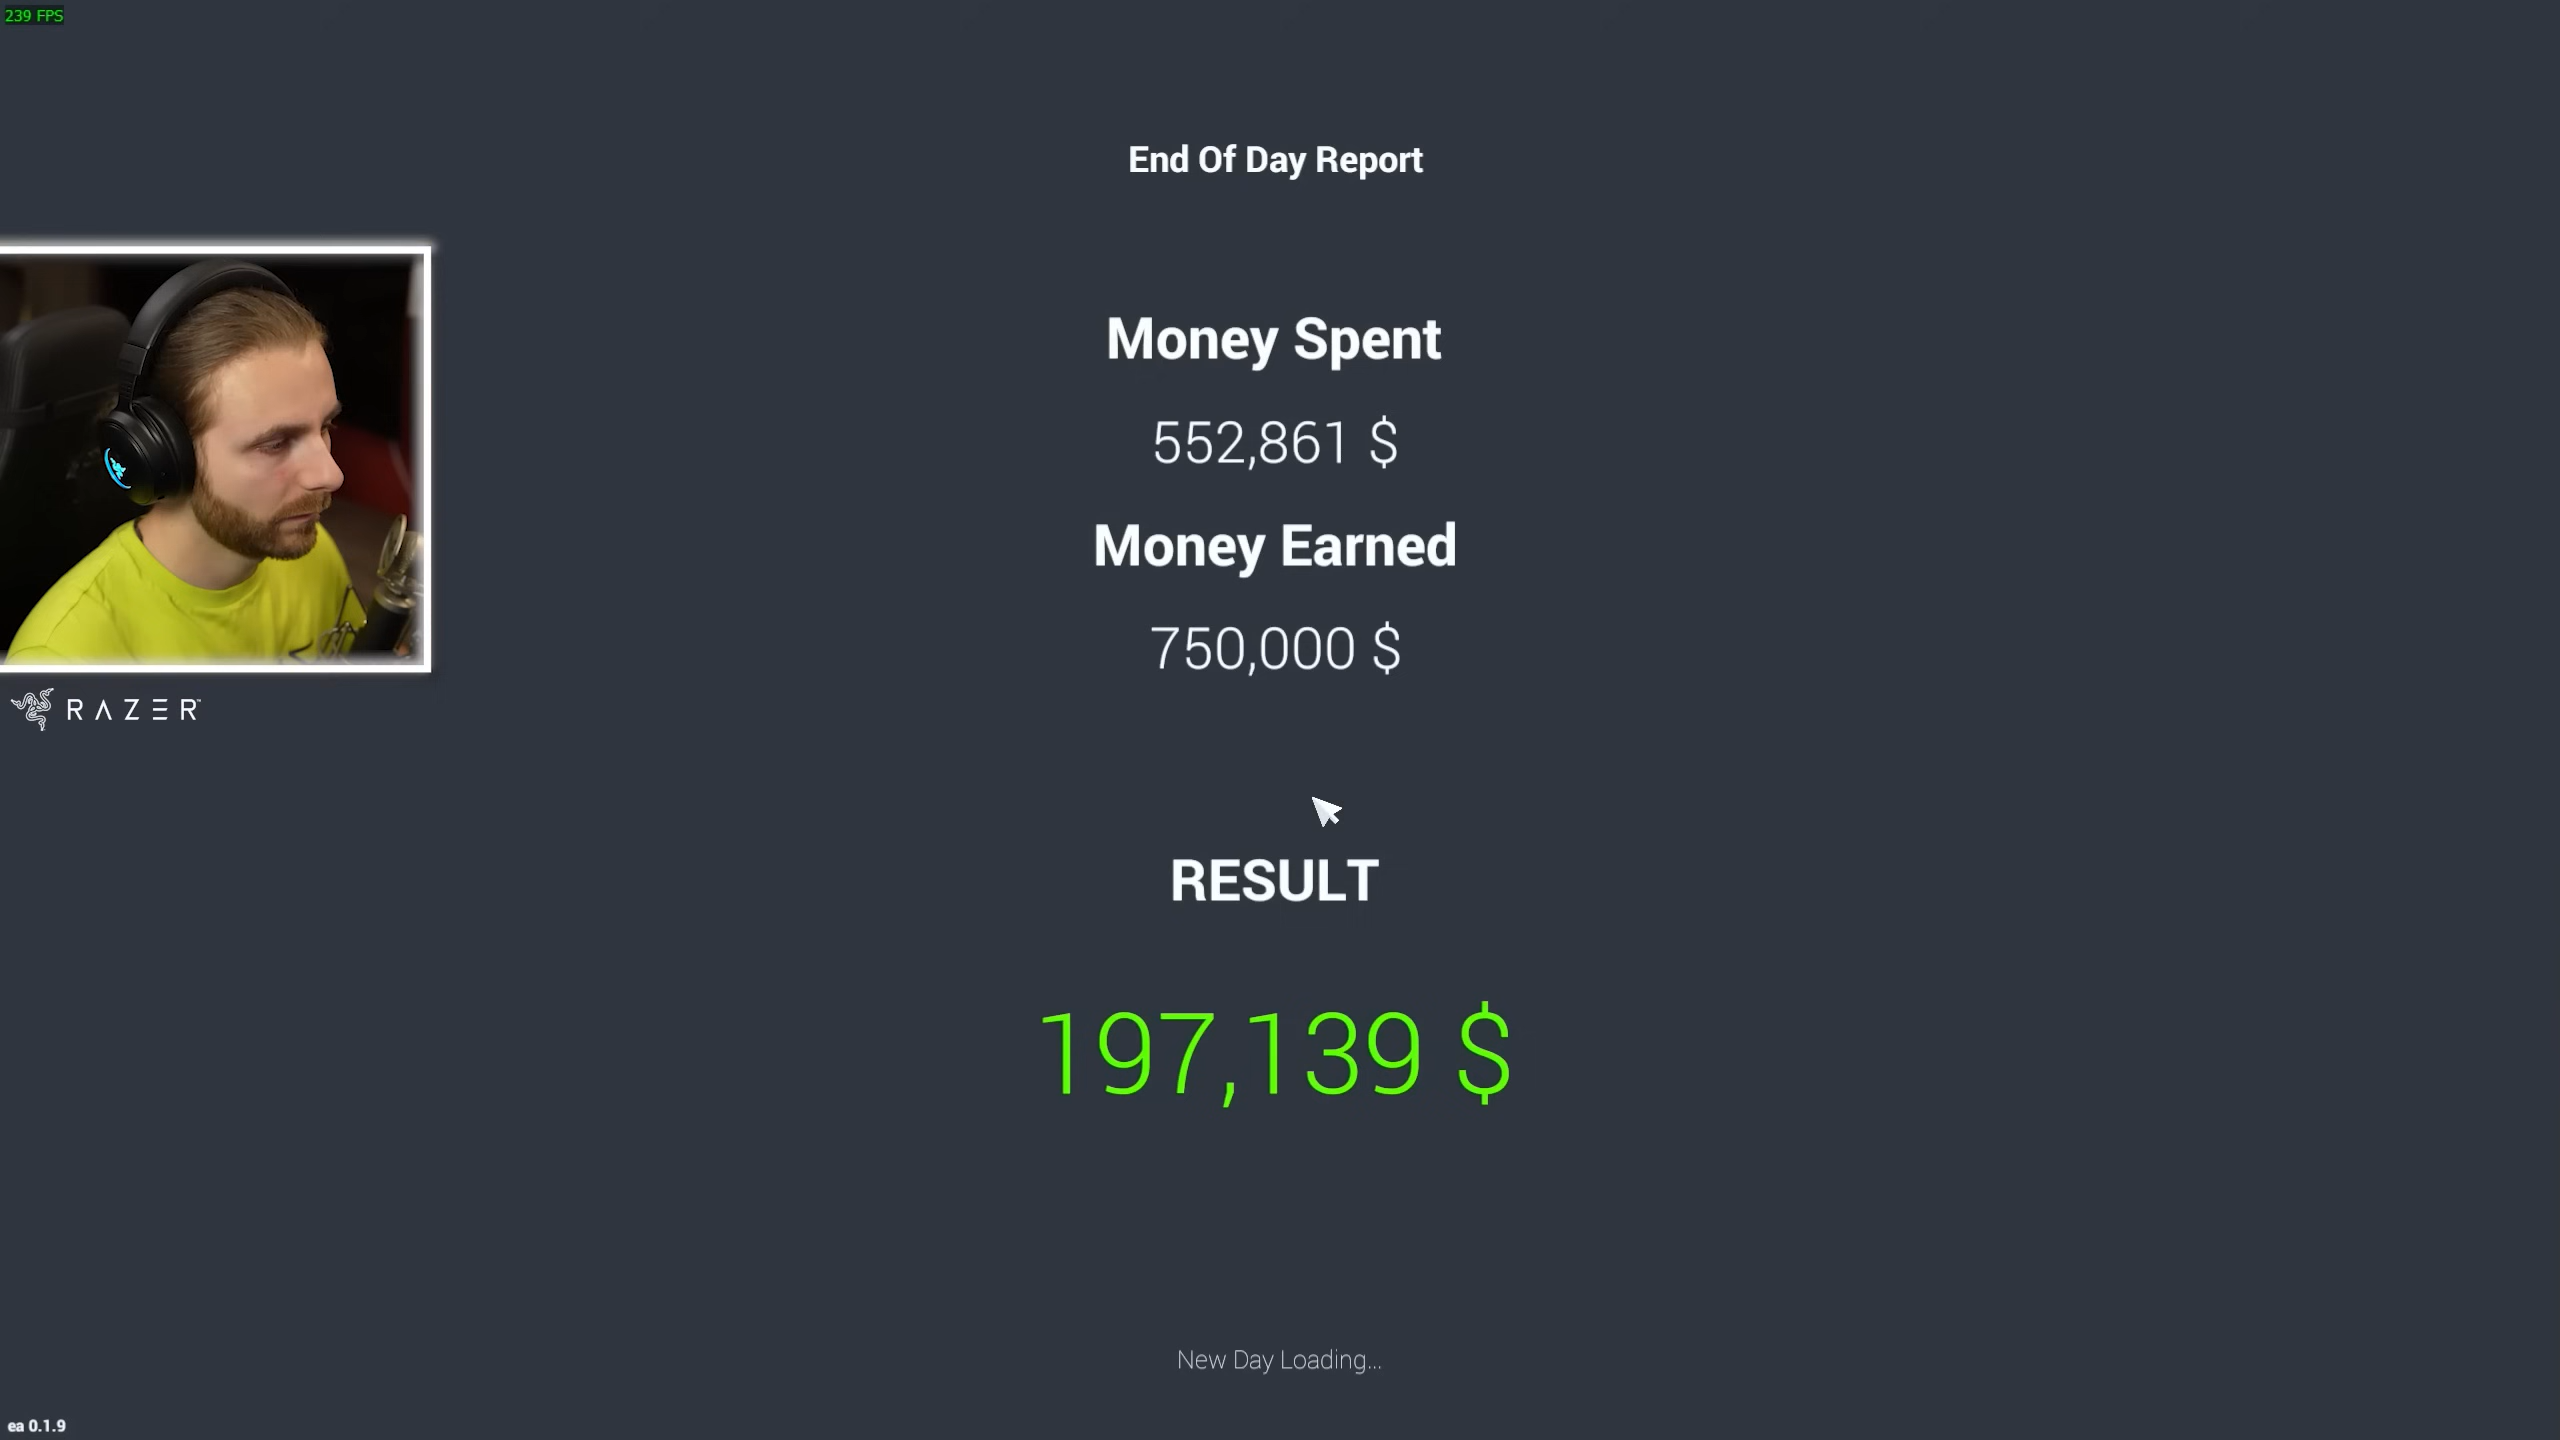 239 FPS
End Of Day Report
Money Spent
552,861 $
Money Earned
750,000 $
RAZER
RESULT
197,139 $
New Day Loading...
ea 0.1.9